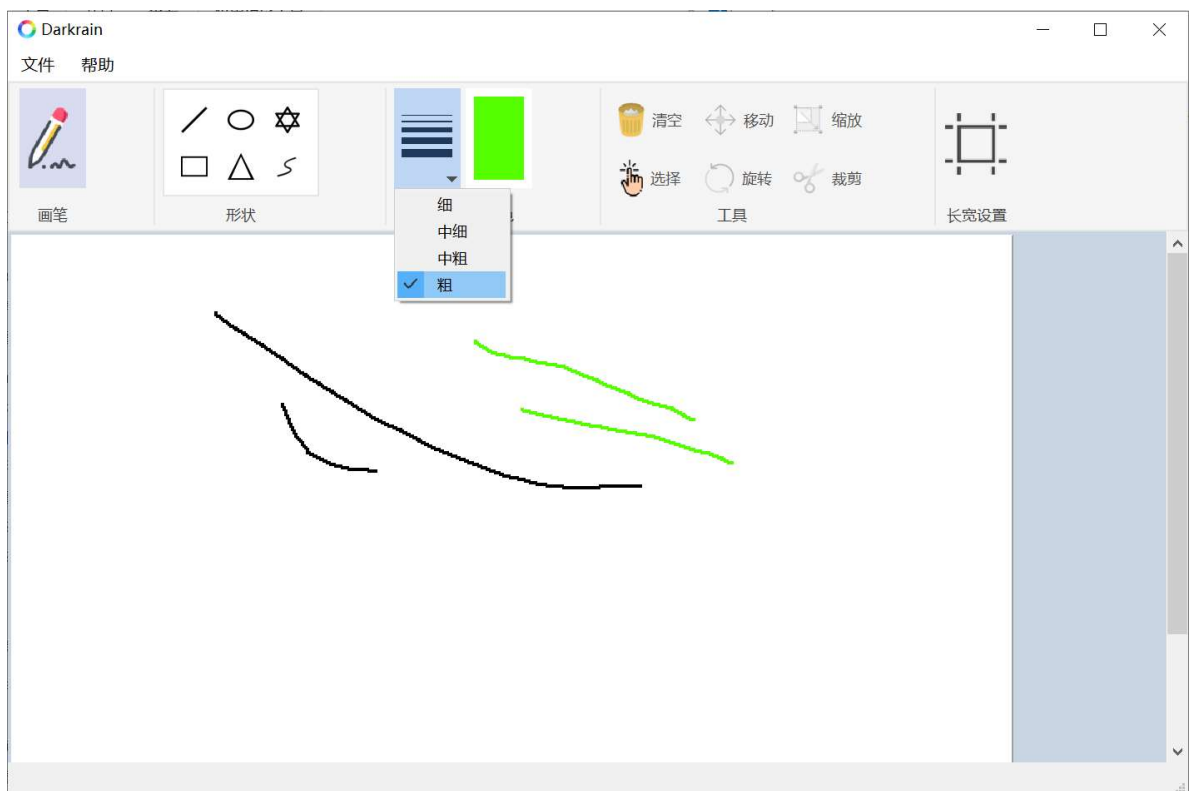 Darkrain
文件 帮助
清空 移动 缩放
选择 旋转 裁剪
画笔 形状 工具 长宽设置
细
中细
中粗
粗